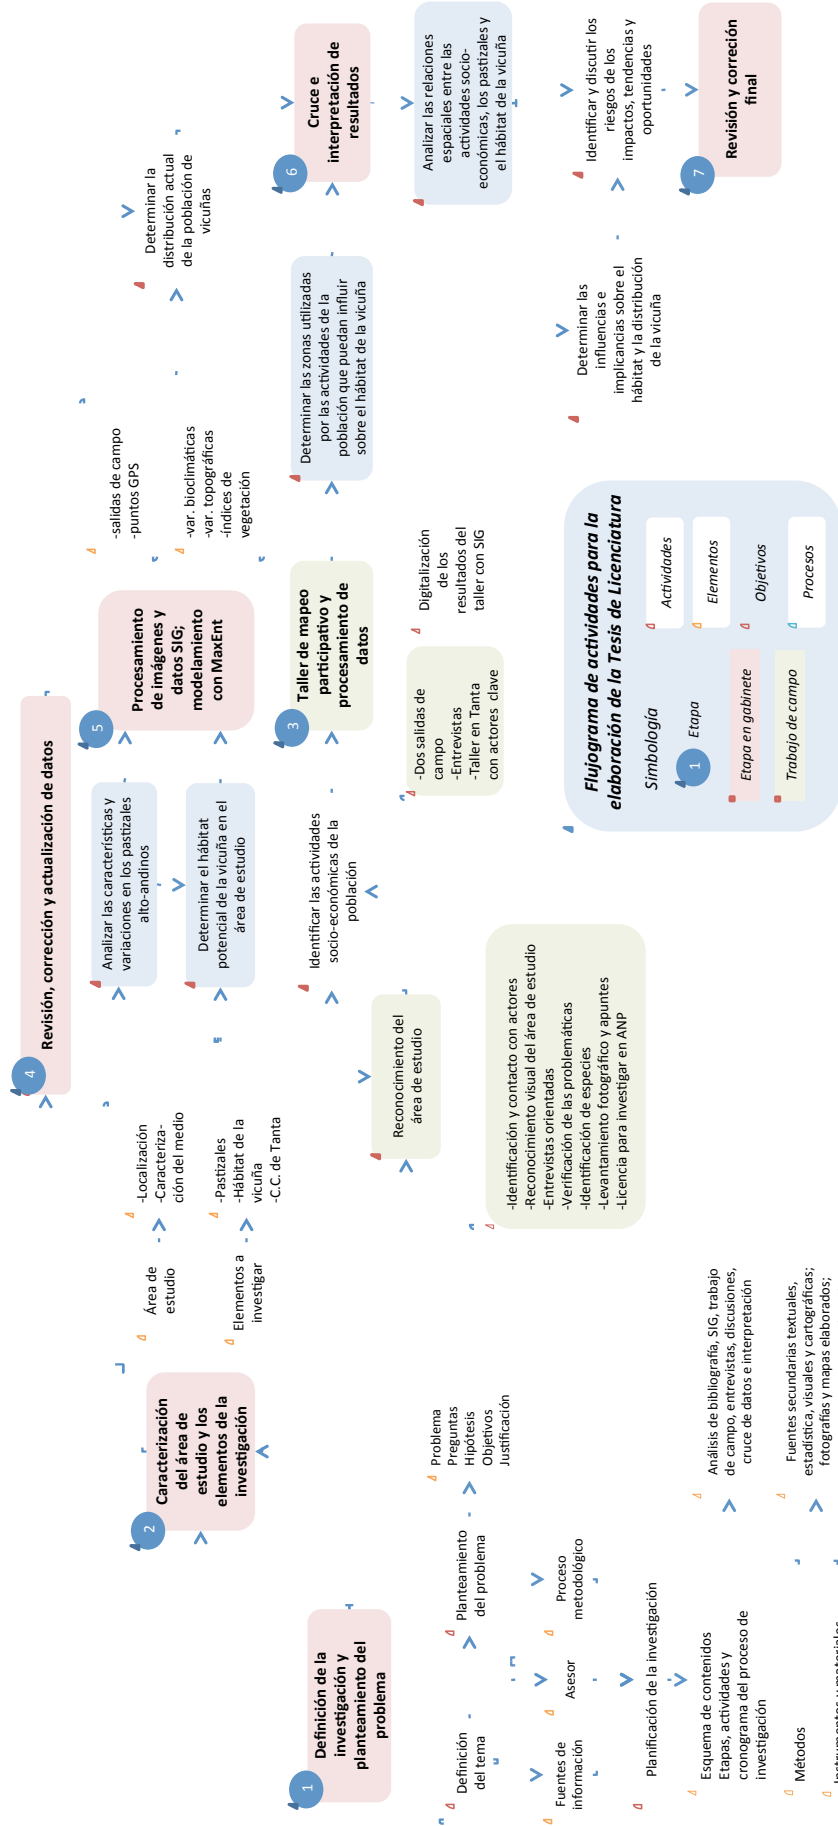 4
Revisión, corrección y actualización de datos
Determinar la
distribución actual
de la población de
vicuñas
-salidas de campo
-puntos GPS
-var. bioclimáticas
-var. topográficas
-índices de
vegetación
5
Procesamiento
de imágenes y
datos SIG;
modelamiento
con MaxEnt
Analizar las características y
variaciones en los pastizales
alto-andinos
Determinar el hábitat
potencial de la vicuña en el
área de estudio
-Localización
-Caracteriza-
ción del medio
Área de
estudio
-Pastizales
-Hábitat de la
vicuña
-C.C. de Tanta
Elementos a
investigar
2
Caracterización
del área de
estudio y los
elementos de la
investigación
6
Cruce e
interpretación de
resultados
Determinar las zonas utilizadas
por las actividades de la
población que puedan influir
sobre el hábitat de la vicuña
3
Taller de mapeo
participativo y
procesamiento de
datos
Identificar las actividades
socio-económicas de la
población
1
Definición de la
investigación y
planteamiento del
problema
Analizar las relaciones
espaciales entre las
actividades socio-
económicas, los pastizales y
el hábitat de la vicuña
Digitalización
de los
resultados del
taller con SIG
-Dos salidas de
campo
-Entrevistas
-Taller en Tanta
con actores clave
Reconocimiento del
área de estudio
-Identificación y contacto con actores
-Reconocimiento visual del área de estudio
-Entrevistas orientadas
-Verificación de las problemáticas
-Identificación de especies
-Levantamiento fotográfico y apuntes
-Licencia para investigar en ANP
Problema
Preguntas
Hipótesis
Objetivos
Justificación
Planteamiento
del problema
Definición
del tema
Fuentes de
información
Asesor
Proceso
metodológico
Planificación de la investigación
Esquema de contenidos
Etapas, actividades y
cronograma del proceso de
investigación
Análisis de bibliografía, SIG, trabajo
de campo, entrevistas, discusiones,
cruce de datos e interpretación
Métodos
Fuentes secundarias textuales,
estadística, visuales y cartográficas;
fotografías y mapas elaborados;
Instrumentos y materiales
Identificar y discutir los
riesgos de los
impactos, tendencias y
oportunidades
Determinar las
influencias e
implicancias sobre el
hábitat y la distribución
de la vicuña
7
Revisión y correción
final
Flujograma de actividades para la
elaboración de la Tesis de Licenciatura
Simbología
1
Etapa
Etapa en gabinete
Trabajo de campo
Actividades
Elementos
Objetivos
Procesos